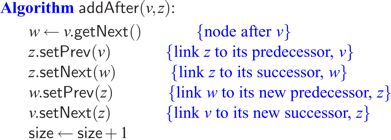 Algorithm addAfter(v,z):
w ← v.getNext() {node after v}
z.setPrev(v) {link z to its predecessor, v}
z.setNext(w) {link z to its successor, w}
w.setPrev(z) {link w to its new predecessor, z}
v.setNext(z) {link v to its new successor, z}
size ← size + 1